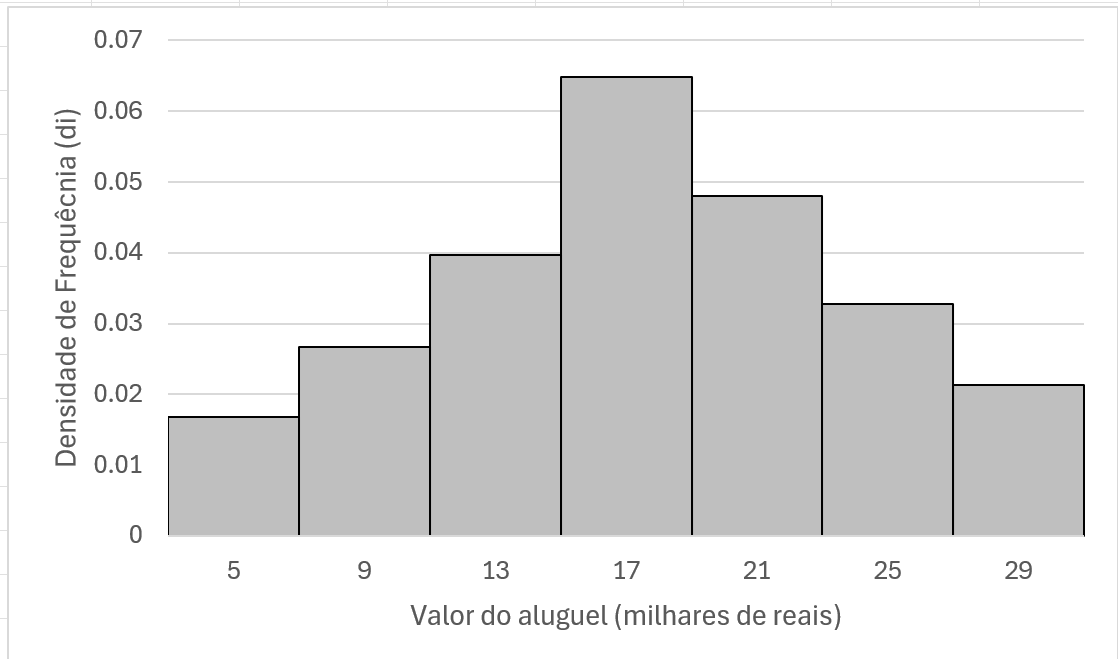 0.07
0.06
0.05
0.04
0.03
0.02
0.01
0
Densidade de Frequêcnia (di)
5 9 13 17 21 25 29
Valor do aluguel (milhares de reais)